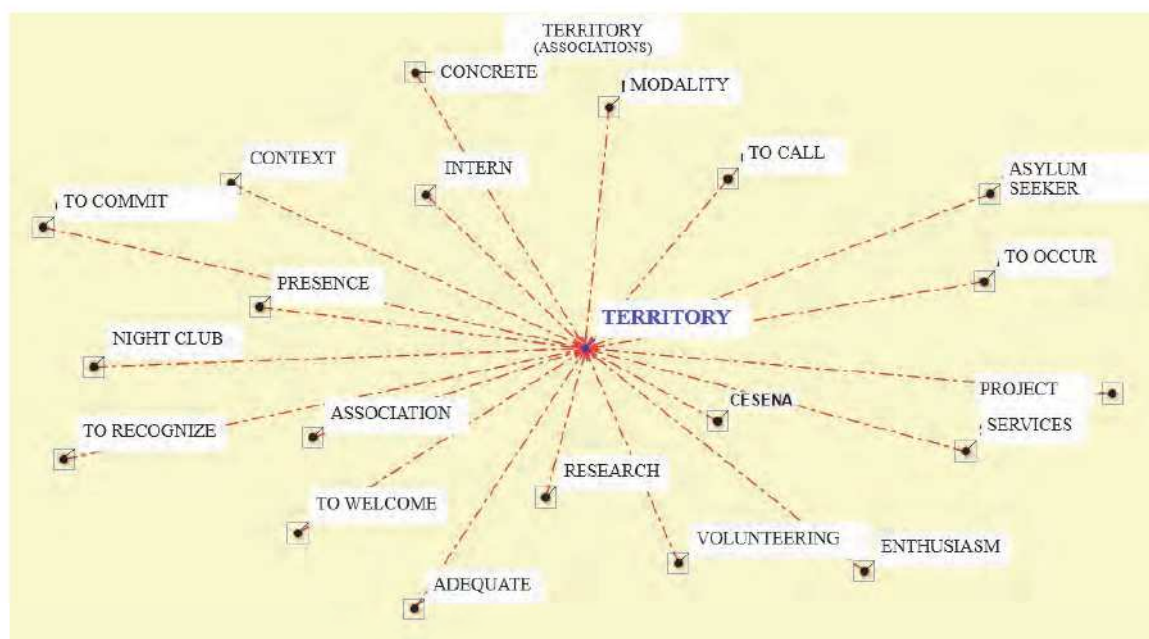 TERRITORY
(ASSOCIATIONS)
CONCRETE
MODALITY
CONTEXT
INTERN
TO CALL
ASYLUM
SEEKER
TO COMMIT
TO OCCUR
PRESENCE
TERRITORY
NIGHT CLUB
PROJECT
CESENA
ASSOCIATION
SERVICES
TO RECOGNIZE
RESEARCH
TO WELCOME
VOLUNTEERING
ENTHUSIASM
ADEQUATE